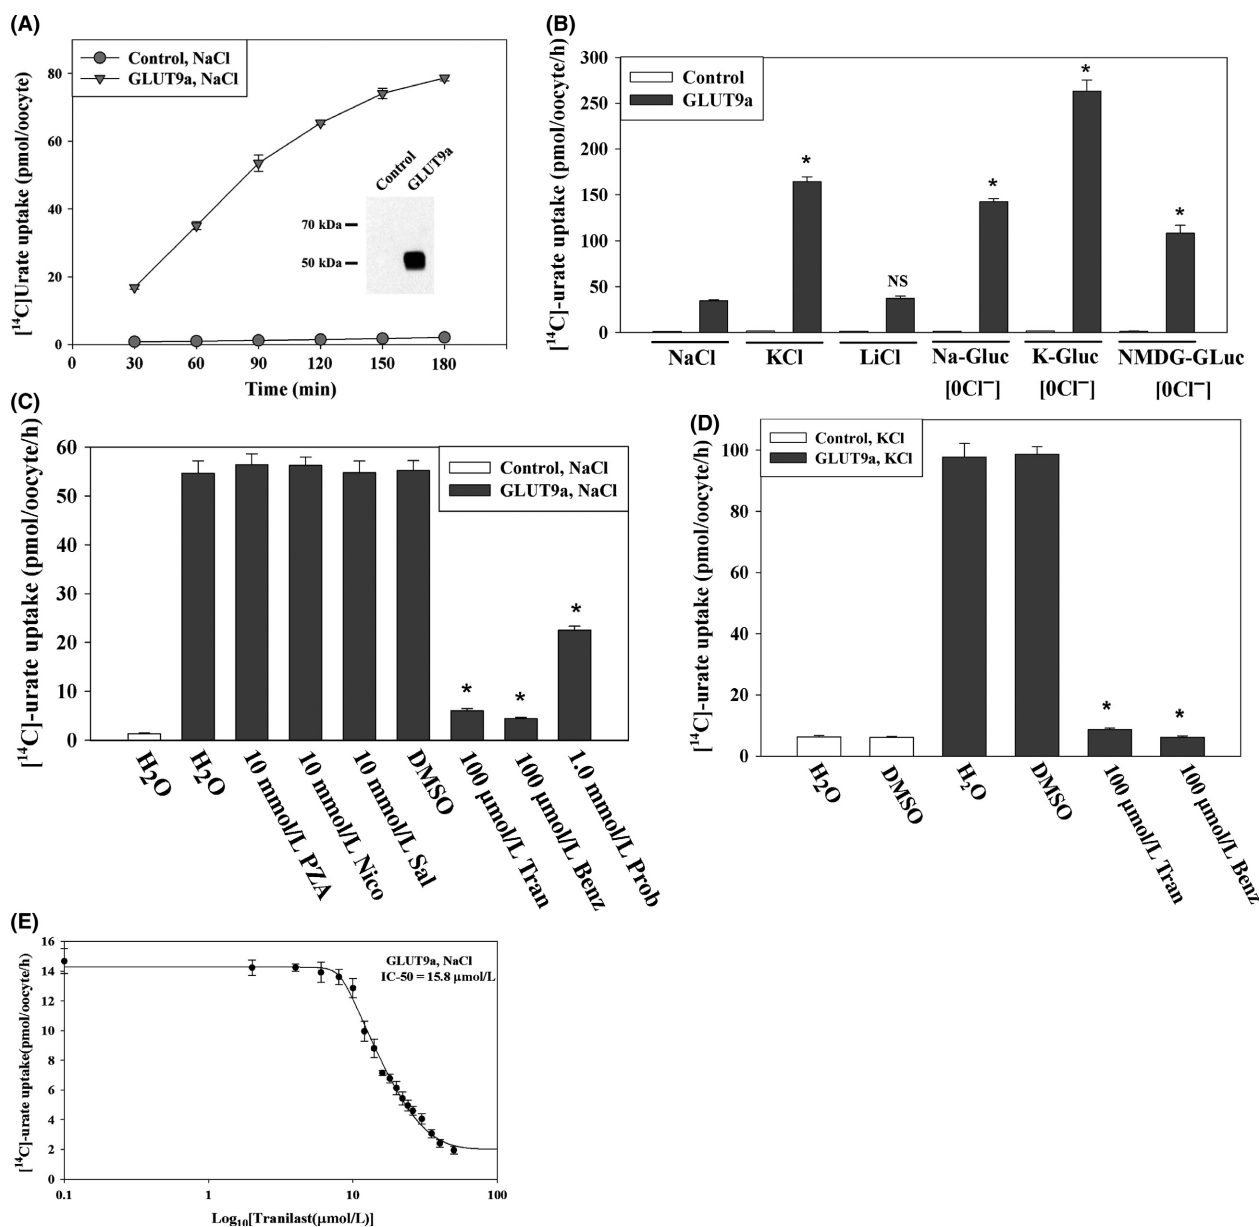 (A)
Control, NaCl
GLUT9a, NaCl
[¹⁴C]Urate uptake (pmol/oocyte)
80
60
40
20
0
Control
GLUT9a
70 kDa
50 kDa
0 30 60 90 120 150 180
Time (min)
(B)
Control
GLUT9a
[¹⁴C]-urate uptake (pmol/oocyte/h)
300
250
200
150
100
50
0
* NS * * *
NaCl KCl LiCl Na-Gluc K-Gluc NMDG-GLuc
[0Cl⁻] [0Cl⁻] [0Cl⁻]
(C)
Control, NaCl
GLUT9a, NaCl
[¹⁴C]-urate uptake (pmol/oocyte/h)
60
50
40
30
20
10
0
* * *
H₂O
H₂O
10 mmol/L PZA
10 mmol/L Nico
10 mmol/L Sal
DMSO
100 μmol/L Tran
100 μmol/L Benz
1.0 mmol/L Prob
(D)
Control, KCl
GLUT9a, KCl
[¹⁴C]-urate uptake (pmol/oocyte/h)
100
80
60
40
20
0
* *
H₂O
DMSO
H₂O
DMSO
100 μmol/L Tran
100 μmol/L Benz
(E)
GLUT9a, NaCl
IC-50 = 15.8 μmol/L
[¹⁴C]-urate uptake(pmol/oocyte/h)
16
14
12
10
8
6
4
2
0
0.1 1 10 100
Log₁₀[Tranilast(μmol/L)]